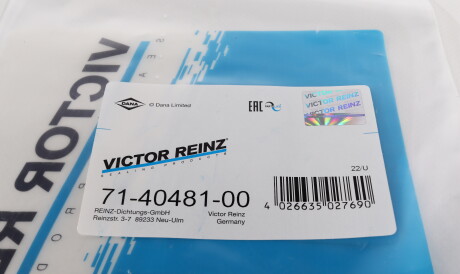 VICTOR REI
DANA
© Dana Limited
EAC
VICTOR REINZ
VICTOR REINZ
VICTOR REINZ
VICTOR REINZ®
SEALING PRODUCTS
22/U
71-40481-00
REINZ-Dichtungs-GmbH
Reinzstr. 3-7 89233 Neu-Ulm
Victor Reinz
Germany
4 026635 027690